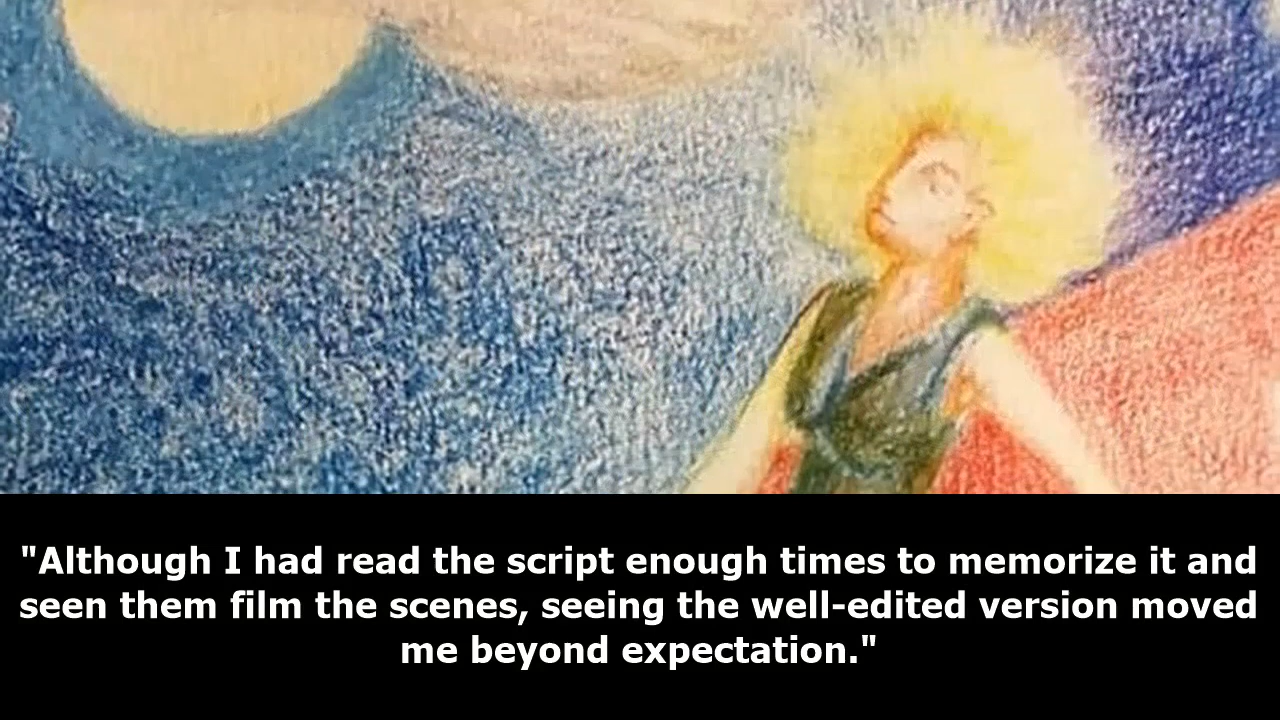 "Although I had read the script enough times to memorize it and
seen them film the scenes, seeing the well-edited version moved
me beyond expectation."